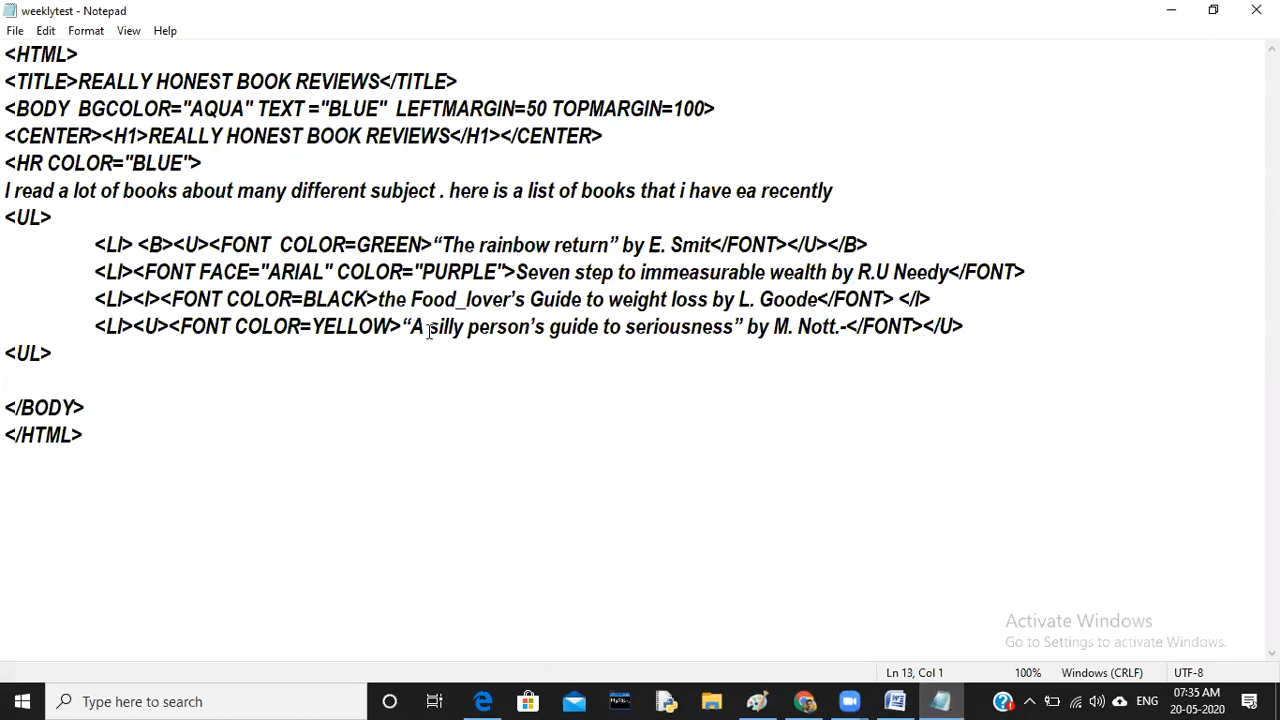 weeklytest - Notepad
File Edit Format View Help
<HTML>
<TITLE>REALLY HONEST BOOK REVIEWS</TITLE>
<BODY  BGCOLOR="AQUA" TEXT ="BLUE"  LEFTMARGIN=50 TOPMARGIN=100>
<CENTER><H1>REALLY HONEST BOOK REVIEWS</H1></CENTER>
<HR COLOR="BLUE">
I read a lot of books about many different subject . here is a list of books that i have ea recently
<UL>
<LI> <B><U><FONT  COLOR=GREEN>“The rainbow return” by E. Smit</FONT></U></B>
<LI><FONT FACE="ARIAL" COLOR="PURPLE">Seven step to immeasurable wealth by R.U Needy</FONT>
<LI><I><FONT COLOR=BLACK>the Food_lover’s Guide to weight loss by L. Goode</FONT> </I>
<LI><U><FONT COLOR=YELLOW>“A silly person’s guide to seriousness” by M. Nott.-</FONT></U>
<UL>
</BODY>
</HTML>
Activate Windows
Go to Settings to activate Windows.
Ln 13, Col 1 100% Windows (CRLF) UTF-8
Type here to search ENG 07:35 AM
20-05-2020